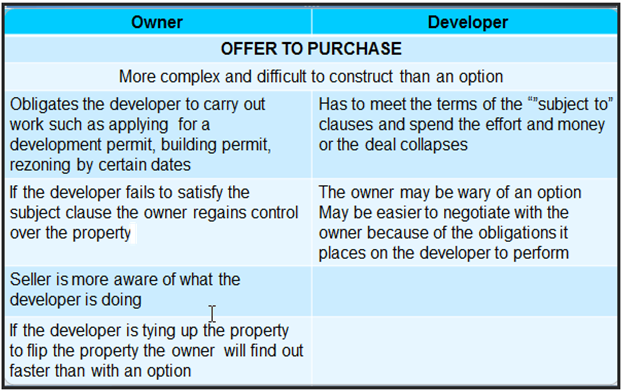 Owner Developer
OFFER TO PURCHASE
More complex and difficult to construct than an option
Obligates the developer to carry out
work such as applying for a
development permit, building permit,
rezoning by certain dates
Has to meet the terms of the “”subject to”
clauses and spend the effort and money
or the deal collapses
If the developer fails to satisfy the
subject clause the owner regains control
over the property
The owner may be wary of an option
May be easier to negotiate with the
owner because of the obligations it
places on the developer to perform
Seller is more aware of what the
developer is doing
If the developer is tying up the property
to flip the property the owner will find out
faster than with an option